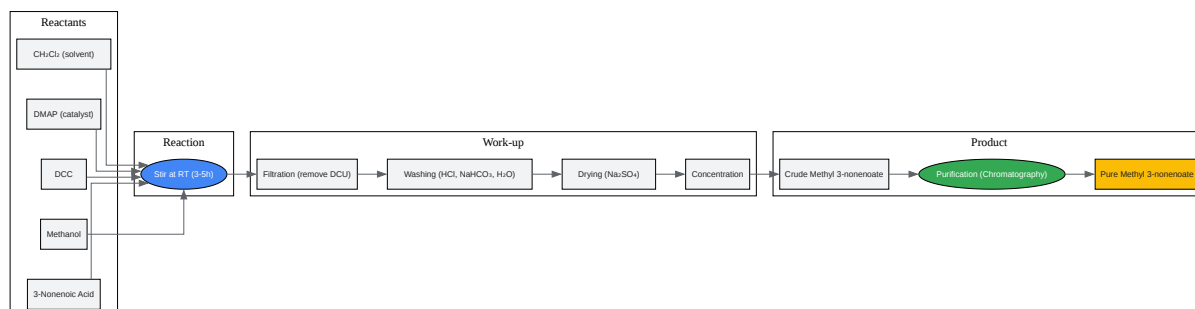 Reactants
CH₂Cl₂ (solvent)
DMAP (catalyst)
DCC
Methanol
3-Nonenoic Acid
Reaction
Stir at RT (3-5h)
Work-up
Filtration (remove DCU)
Washing (HCl, NaHCO₃, H₂O)
Drying (Na₂SO₄)
Concentration
Product
Crude Methyl 3-nonenoate
Purification (Chromatography)
Pure Methyl 3-nonenoate